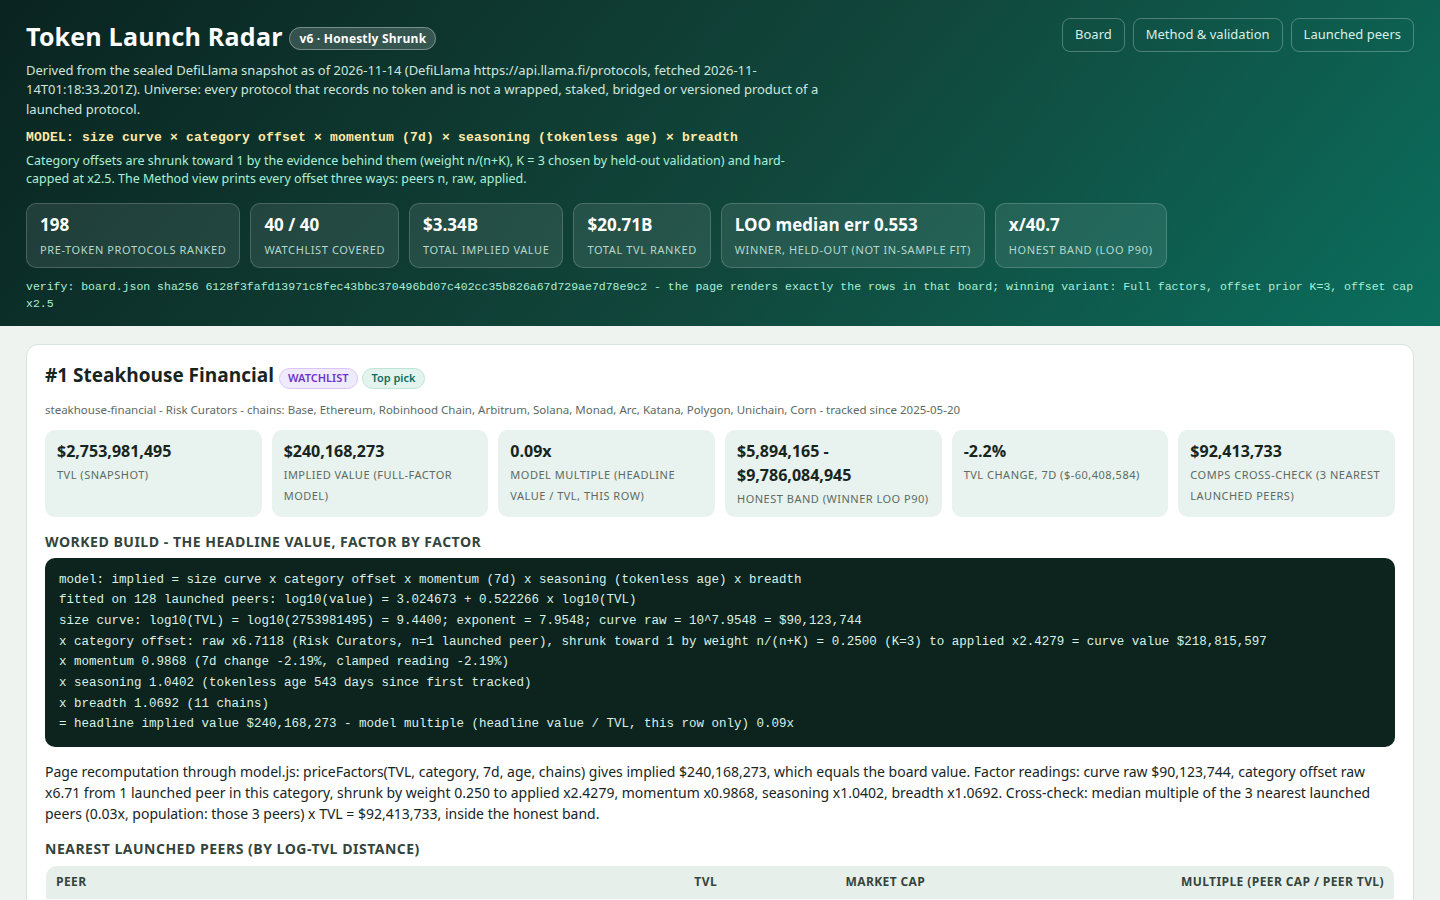 Token Launch Radar v6 · Honestly Shrunk
Board
Method & validation
Launched peers
Derived from the sealed DefiLlama snapshot as of 2026-11-14 (DefiLlama https://api.llama.fi/protocols, fetched 2026-11-
14T01:18:33.201Z). Universe: every protocol that records no token and is not a wrapped, staked, bridged or versioned product of a
launched protocol.
MODEL: size curve × category offset × momentum (7d) × seasoning (tokenless age) × breadth
Category offsets are shrunk toward 1 by the evidence behind them (weight n/(n+K), K = 3 chosen by held-out validation) and hard-
capped at x2.5. The Method view prints every offset three ways: peers n, raw, applied.
198
PRE-TOKEN PROTOCOLS RANKED
40 / 40
WATCHLIST COVERED
$3.34B
TOTAL IMPLIED VALUE
$20.71B
TOTAL TVL RANKED
LOO median err 0.553
WINNER, HELD-OUT (NOT IN-SAMPLE FIT)
x/40.7
HONEST BAND (LOO P90)
verify: board.json sha256 6128f3fafd13971c8fec43bbc370496bd07c402cc35b826a67d729ae7d78e9c2 - the page renders exactly the rows in that board; winning variant: Full factors, offset prior K=3, offset cap
x2.5
#1 Steakhouse Financial WATCHLIST Top pick
steakhouse-financial - Risk Curators - chains: Base, Ethereum, Robinhood Chain, Arbitrum, Solana, Monad, Arc, Katana, Polygon, Unichain, Corn - tracked since 2025-05-20
$2,753,981,495
TVL (SNAPSHOT)
$240,168,273
IMPLIED VALUE (FULL-FACTOR
MODEL)
0.09x
MODEL MULTIPLE (HEADLINE
VALUE / TVL, THIS ROW)
$5,894,165 -
$9,786,084,945
HONEST BAND (WINNER LOO P90)
-2.2%
TVL CHANGE, 7D ($-60,408,584)
$92,413,733
COMPS CROSS-CHECK (3 NEAREST
LAUNCHED PEERS)
WORKED BUILD - THE HEADLINE VALUE, FACTOR BY FACTOR
model: implied = size curve x category offset x momentum (7d) x seasoning (tokenless age) x breadth
fitted on 128 launched peers: log10(value) = 3.024673 + 0.522266 x log10(TVL)
size curve: log10(TVL) = log10(2753981495) = 9.4400; exponent = 7.9548; curve raw = 10^7.9548 = $90,123,744
x category offset: raw x6.7118 (Risk Curators, n=1 launched peer), shrunk toward 1 by weight n/(n+K) = 0.2500 (K=3) to applied x2.4279 = curve value $218,815,597
x momentum 0.9868 (7d change -2.19%, clamped reading -2.19%)
x seasoning 1.0402 (tokenless age 543 days since first tracked)
x breadth 1.0692 (11 chains)
= headline implied value $240,168,273 - model multiple (headline value / TVL, this row only) 0.09x
Page recomputation through model.js: priceFactors(TVL, category, 7d, age, chains) gives implied $240,168,273, which equals the board value. Factor readings: curve raw $90,123,744, category offset raw
x6.71 from 1 launched peer in this category, shrunk by weight 0.250 to applied x2.4279, momentum x0.9868, seasoning x1.0402, breadth x1.0692. Cross-check: median multiple of the 3 nearest launched
peers (0.03x, population: those 3 peers) x TVL = $92,413,733, inside the honest band.
NEAREST LAUNCHED PEERS (BY LOG-TVL DISTANCE)
PEER TVL MARKET CAP MULTIPLE (PEER CAP / PEER TVL)